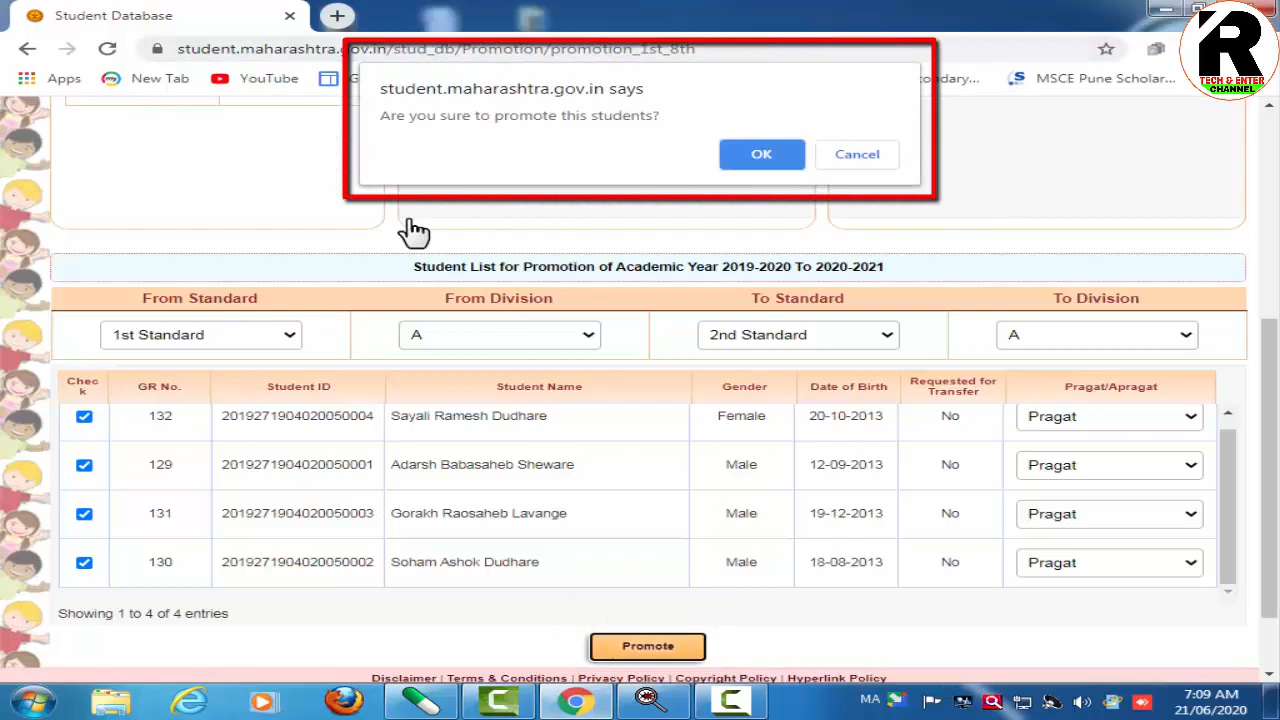 Student Database
student.maharashtra.gov.in/stud_db/Promotion/promotion_1st_8th
Apps New Tab YouTube G ondary... MSCE Pune Scholar...
R
TECH & ENTER
CHANNEL
student.maharashtra.gov.in says
Are you sure to promote this students?
OK Cancel
Student List for Promotion of Academic Year 2019-2020 To 2020-2021
From Standard From Division To Standard To Division
1st Standard A 2nd Standard A
Check GR No. Student ID Student Name Gender Date of Birth Requested for Transfer Pragat/Apragat
132 2019271904020050004 Sayali Ramesh Dudhare Female 20-10-2013 No Pragat
129 2019271904020050001 Adarsh Babasaheb Sheware Male 12-09-2013 No Pragat
131 2019271904020050003 Gorakh Raosaheb Lavange Male 19-12-2013 No Pragat
130 2019271904020050002 Soham Ashok Dudhare Male 18-08-2013 No Pragat
Showing 1 to 4 of 4 entries
Promote
Disclaimer | Terms & Conditions | Privacy Policy | Copyright Policy | Hyperlink Policy
MA 7:09 AM
21/06/2020